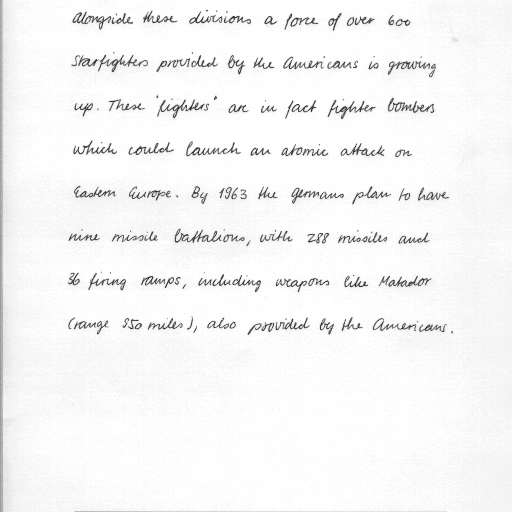 Alongside these divisions a force of over 600
Starfighters provided by the Americans is growing
up. These "fighters" are in fact fighter bombers
which could launch an atomic attack on
Eastern Europe. By 1963 the Germans plan to have
nine missile battalions, with 288 missiles and
36 firing ramps, including weapons like Matador
(range 550 miles), also provided by the Americans.